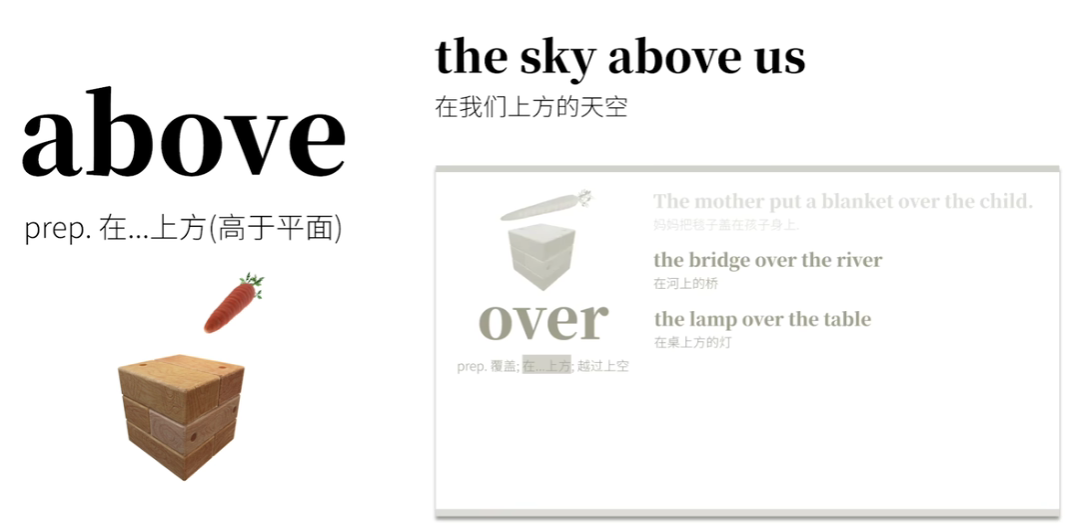 above
prep. 在...上方(高于平面)
the sky above us
在我们上方的天空
over
prep. 覆盖; 在...上方; 越过上空
The mother put a blanket over the child.
妈妈把毯子盖在孩子身上.
the bridge over the river
在河上的桥
the lamp over the table
在桌上方的灯